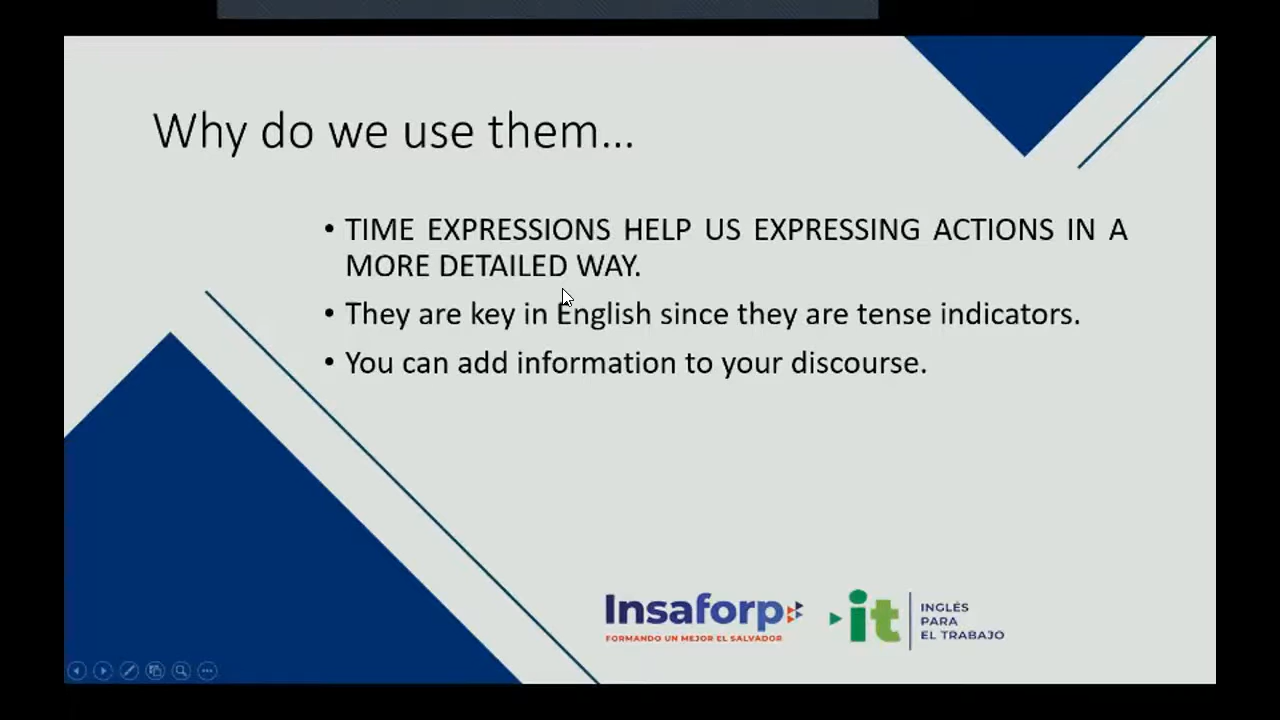 Why do we use them...
• TIME EXPRESSIONS HELP US EXPRESSING ACTIONS IN A
MORE DETAILED WAY.
• They are key in English since they are tense indicators.
• You can add information to your discourse.
Insaforp
FORMANDO UN MEJOR EL SALVADOR
it
INGLÉS
PARA
EL TRABAJO